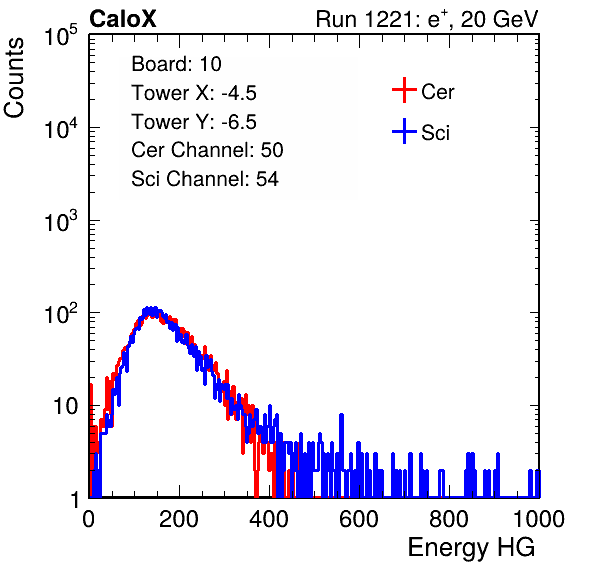 CaloX Run 1221: e⁺, 20 GeV
Counts
10⁵
10⁴
10³
10²
10
1
Board: 10
Tower X: -4.5
Tower Y: -6.5
Cer Channel: 50
Sci Channel: 54
Cer
Sci
0 200 400 600 800 1000
Energy HG